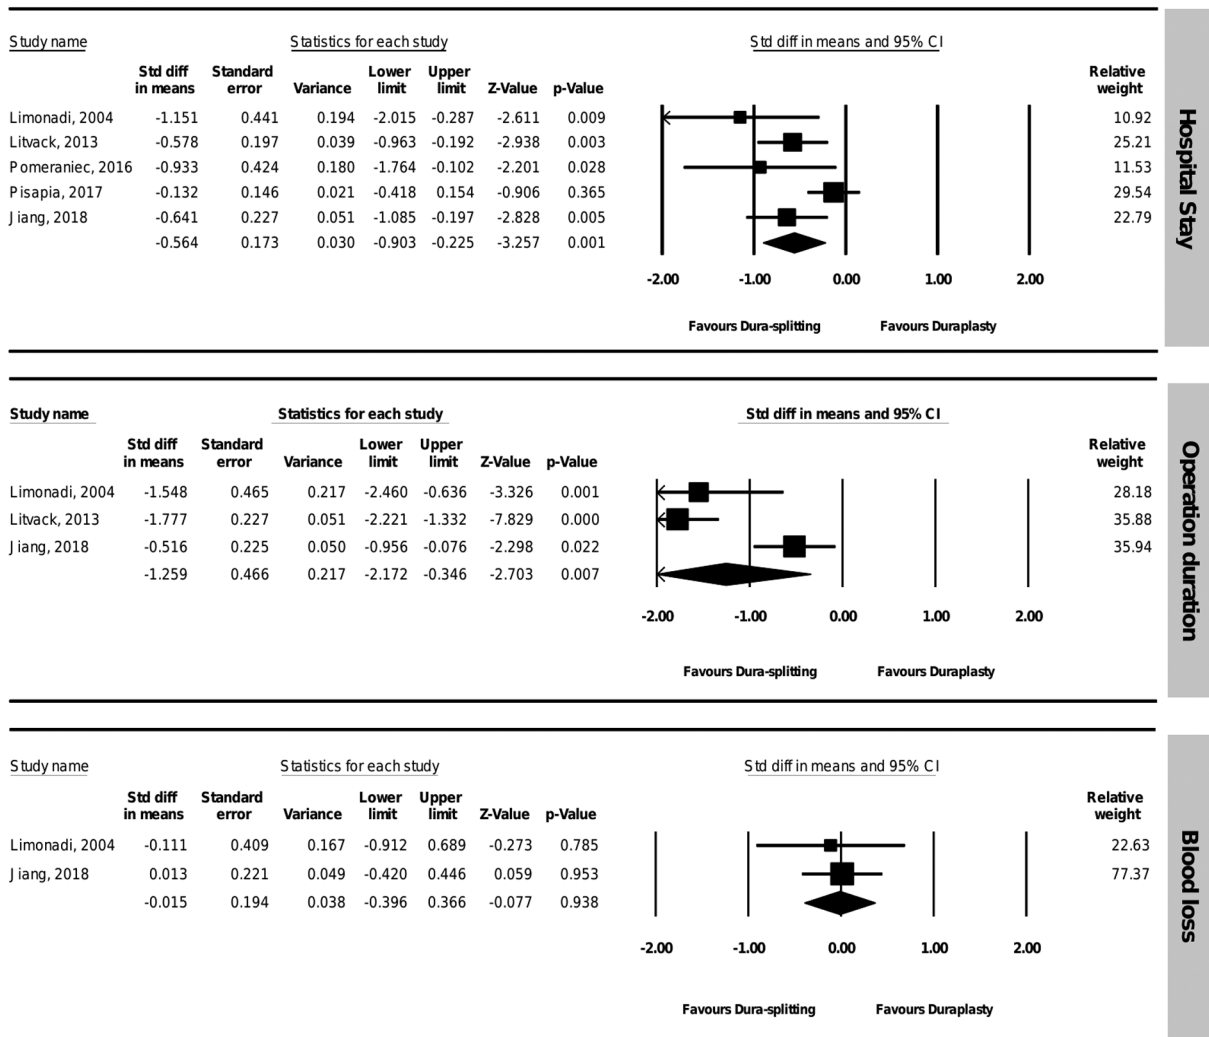 Study name Statistics for each study Std diff in means and 95% CI
Std diff in means Standard error Variance Lower limit Upper limit Z-Value p-Value Relative weight
Limonadi, 2004 -1.151 0.441 0.194 -2.015 -0.287 -2.611 0.009 10.92
Litvack, 2013 -0.578 0.197 0.039 -0.963 -0.192 -2.938 0.003 25.21
Pomeraniec, 2016 -0.933 0.424 0.180 -1.764 -0.102 -2.201 0.028 11.53
Pisapia, 2017 -0.132 0.146 0.021 -0.418 0.154 -0.906 0.365 29.54
Jiang, 2018 -0.641 0.227 0.051 -1.085 -0.197 -2.828 0.005 22.79
-0.564 0.173 0.030 -0.903 -0.225 -3.257 0.001
-2.00 -1.00 0.00 1.00 2.00
Favours Dura-splitting Favours Duraplasty
Hospital Stay
Study name Statistics for each study Std diff in means and 95% CI
Std diff in means Standard error Variance Lower limit Upper limit Z-Value p-Value Relative weight
Limonadi, 2004 -1.548 0.465 0.217 -2.460 -0.636 -3.326 0.001 28.18
Litvack, 2013 -1.777 0.227 0.051 -2.221 -1.332 -7.829 0.000 35.88
Jiang, 2018 -0.516 0.225 0.050 -0.956 -0.076 -2.298 0.022 35.94
-1.259 0.466 0.217 -2.172 -0.346 -2.703 0.007
-2.00 -1.00 0.00 1.00 2.00
Favours Dura-splitting Favours Duraplasty
Operation duration
Study name Statistics for each study Std diff in means and 95% CI
Std diff in means Standard error Variance Lower limit Upper limit Z-Value p-Value Relative weight
Limonadi, 2004 -0.111 0.409 0.167 -0.912 0.689 -0.273 0.785 22.63
Jiang, 2018 0.013 0.221 0.049 -0.420 0.446 0.059 0.953 77.37
-0.015 0.194 0.038 -0.396 0.366 -0.077 0.938
-2.00 -1.00 0.00 1.00 2.00
Favours Dura-splitting Favours Duraplasty
Blood loss